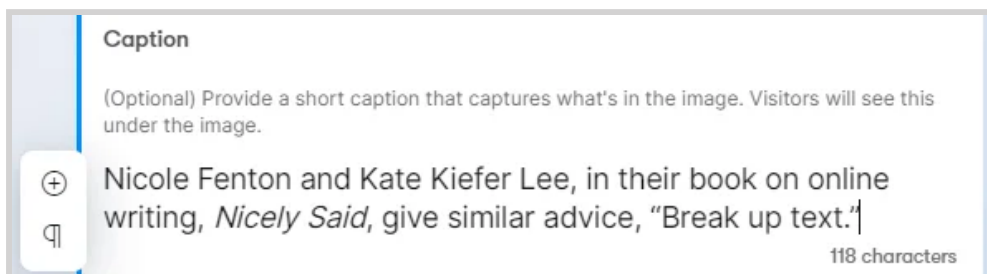 Caption
(Optional) Provide a short caption that captures what's in the image. Visitors will see this
under the image.
Nicole Fenton and Kate Kiefer Lee, in their book on online
writing, Nicely Said, give similar advice, “Break up text.”
118 characters